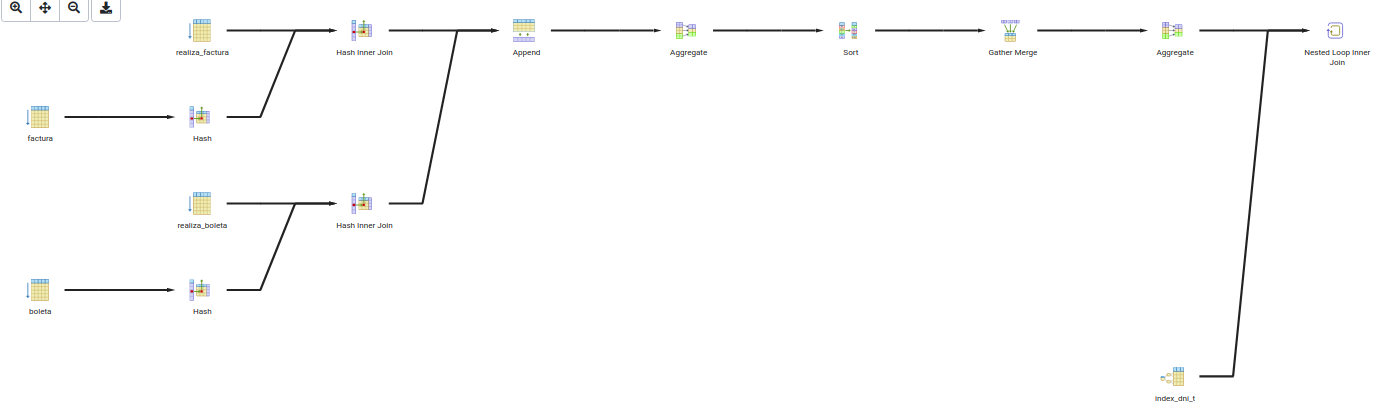 realiza_factura
Hash Inner Join
Append
Aggregate
Sort
Gather Merge
Aggregate
Nested Loop Inner
Join
factura
Hash
realiza_boleta
Hash Inner Join
boleta
Hash
index_dni_t